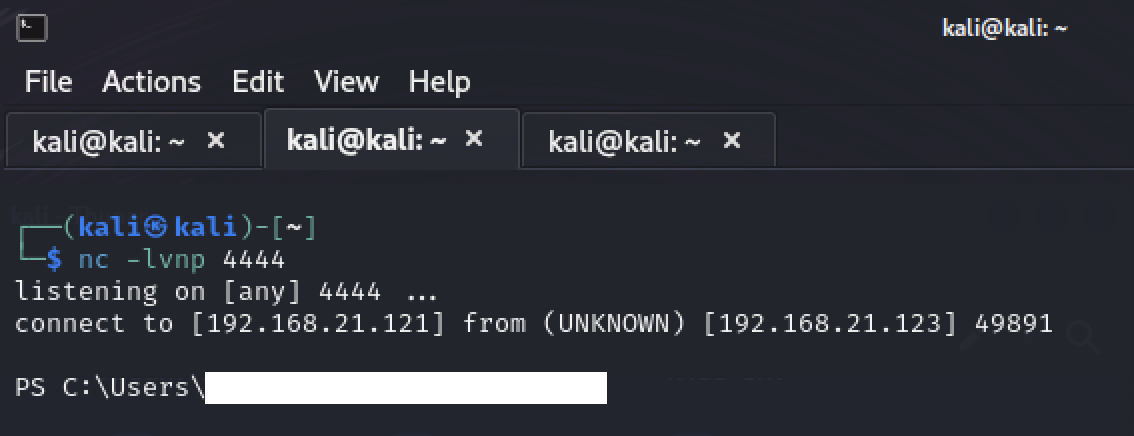 kali@kali: ~
File Actions Edit View Help
kali@kali: ~ × kali@kali: ~ × kali@kali: ~ ×
┌──(kali㉿kali)-[~]
└─$ nc -lvnp 4444
listening on [any] 4444 ...
connect to [192.168.21.121] from (UNKNOWN) [192.168.21.123] 49891
PS C:\Users\